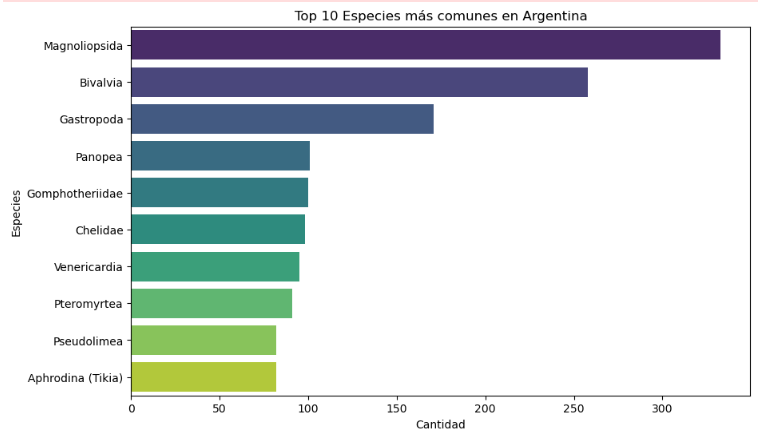 Top 10 Especies más comunes en Argentina
Especies
Magnoliopsida
Bivalvia
Gastropoda
Panopea
Gomphotheriidae
Chelidae
Venericardia
Pteromyrtea
Pseudolimea
Aphrodina (Tikia)
0 50 100 150 200 250 300
Cantidad